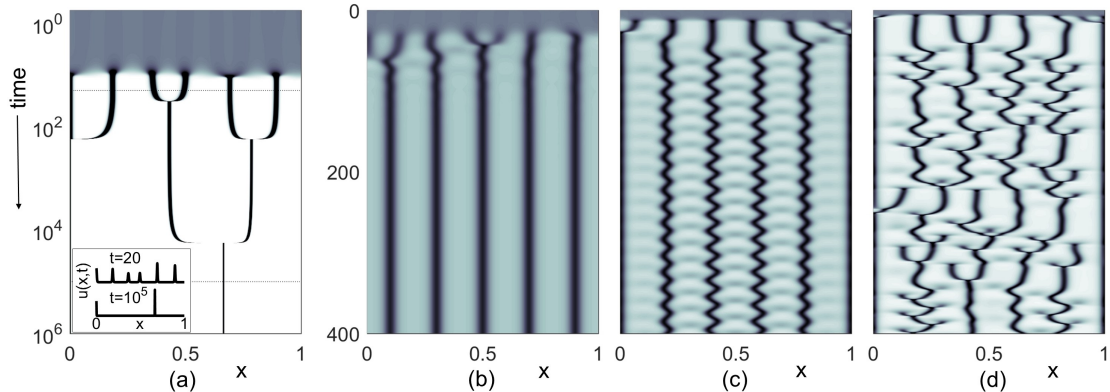 time
10^0
10^2
10^4
10^6
u(x,t)
t=20
t=10^5
0 x 1
0 0.5 1
x
(a)
0
200
400
0 0.5 1
x
(b)
0 0.5 1
x
(c)
0 0.5 1
x
(d)